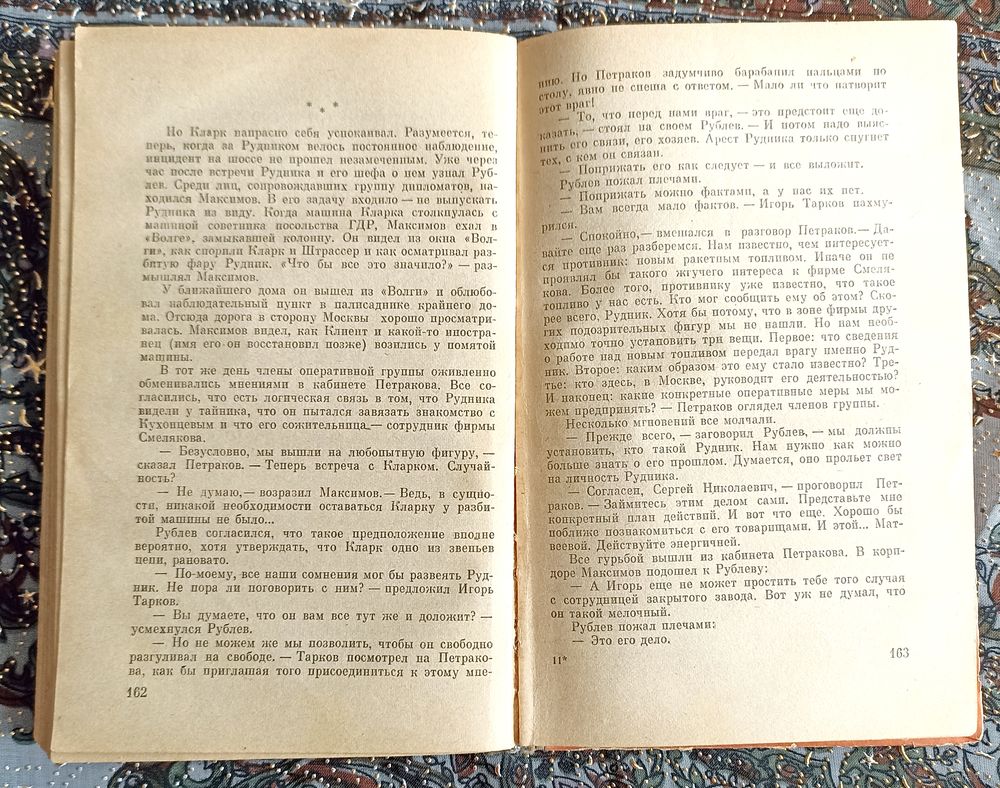 * * *
Но Кларк напрасно себя успокаивал. Разумеется, те-
перь, когда за Рудником велось постоянное наблюдение,
инцидент на шоссе не прошел незамеченным. Уже через
час после встречи Рудника и его шефа о нем узнал Руб-
лев. Среди лиц, сопровождавших группу дипломатов, на-
ходился Максимов. В его задачу входило — не выпускать
Рудника из виду. Когда машина Кларка столкнулась с
машиной советника посольства ГДР, Максимов ехал в
«Волге», замыкавшей колонну. Он видел из окна «Вол-
ги», как спорили Кларк и Штрассер и как осматривал раз-
битую фару Рудник. «Что бы все это значило?» — раз-
мышлял Максимов.
У ближайшего дома он вышел из «Волги» и облюбо-
вал наблюдательный пункт в палисаднике крайнего до-
ма. Отсюда дорога в сторону Москвы хорошо просматри-
валась. Максимов видел, как Клиент и какой-то иностра-
нец (имя его он восстановил позже) возились у помятой
машины.
В тот же день члены оперативной группы оживленно
обменивались мнениями в кабинете Петракова. Все со-
гласились, что есть логическая связь в том, что Рудника
видели у тайника, что он пытался завязать знакомство с
Кухонцевым и что его сожительница — сотрудник фирмы
Смелякова.
— Безусловно, мы вышли на любопытную фигуру, —
сказал Петраков. — Теперь встреча с Кларком. Случай-
ность?
— Не думаю,— возразил Максимов.— Ведь, в сущно-
сти, никакой необходимости оставаться Кларку у разби-
той машины не было...
Рублев согласился, что такое предположение вполне
вероятно, хотя утверждать, что Кларк одно из звеньев
цепи, рановато.
— По-моему, все наши сомнения мог бы развеять Руд-
ник. Не пора ли поговорить с ним? — предложил Игорь
Тарков.
— Вы думаете, что он вам все тут же и доложит? —
усмехнулся Рублев.
— Но не можем же мы позволить, чтобы он свободно
разгуливал на свободе. — Тарков посмотрел на Петрако-
ва, как бы приглашая того присоединиться к этому мне-
162
нию. Но Петраков задумчиво барабанил пальцами по
столу, явно не спеша с ответом. — Мало ли что натворит
этот враг!
— То, что перед нами враг, — это предстоит еще до-
казать, — стоял на своем Рублев. — И потом надо выяс-
нить его связи, его хозяев. Арест Рудника только спугнет
тех, с кем он связан.
— Поприжать его как следует — и все выложит.
Рублев пожал плечами.
— Поприжать можно фактами, а у нас их нет.
— Вам всегда мало фактов. — Игорь Тарков нахму-
рился.
— Спокойно,— вмешался в разговор Петраков.— Да-
вайте еще раз разберемся. Нам известно, чем интересует-
ся противник: новым ракетным топливом. Иначе он не
проявлял бы такого жгучего интереса к фирме Смеля-
кова. Более того, противнику уже известно, что такое
топливо у нас есть. Кто мог сообщить ему об этом? Ско-
рее всего, Рудник. Хотя бы потому, что в зоне фирмы дру-
гих подозрительных фигур мы не нашли. Но нам необ-
ходимо точно установить три вещи. Первое: что сведения
о работе над новым топливом передал врагу именно Руд-
ник. Второе: каким образом это ему стало известно? Тре-
тье: кто здесь, в Москве, руководит его деятельностью?
И наконец: какие конкретные оперативные меры мы мо-
жем предпринять? — Петраков оглядел членов группы.
Несколько мгновений все молчали.
— Прежде всего, — заговорил Рублев, — мы должны
установить, кто такой Рудник. Нам нужно как можно
больше знать о его прошлом. Думается, оно прольет свет
на личность Рудника.
— Согласен, Сергей Николаевич, — проговорил Пет-
раков. — Займитесь этим делом сами. Представьте мне
конкретный план действий. И вот что еще. Хорошо бы
поближе познакомиться с его товарищами. И этой... Мат-
веевой. Действуйте энергичней.
Все гурьбой вышли из кабинета Петракова. В кори-
доре Максимов подошел к Рублеву:
— А Игорь еще не может простить тебе того случая
с сотрудницей закрытого завода. Вот уж не думал, что
он такой мелочный.
Рублев пожал плечами:
— Это его дело.
11*
163